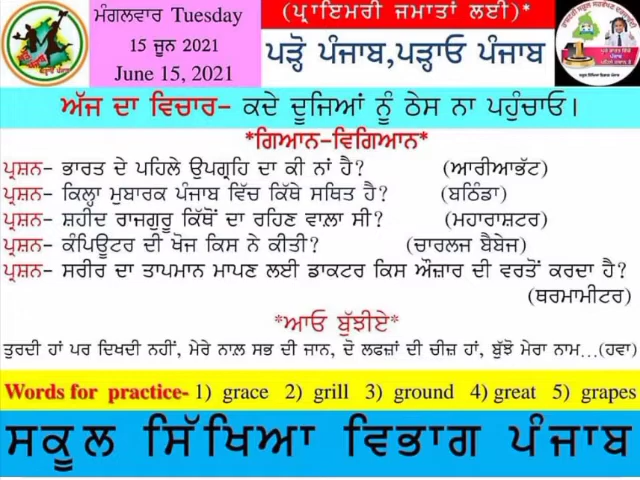 ਮੰਗਲਵਾਰ Tuesday
15 ਜੂਨ 2021
June 15, 2021
(ਪ੍ਰਾਇਮਰੀ ਜਮਾਤਾਂ ਲਈ)*
ਪੜ੍ਹੋ ਪੰਜਾਬ,ਪੜ੍ਹਾਓ ਪੰਜਾਬ
ਅੱਜ ਦਾ ਵਿਚਾਰ- ਕਦੇ ਦੂਜਿਆਂ ਨੂੰ ਠੇਸ ਨਾ ਪਹੁੰਚਾਓ।
*ਗਿਆਨ-ਵਿਗਿਆਨ*
ਪ੍ਰਸ਼ਨ- ਭਾਰਤ ਦੇ ਪਹਿਲੇ ਉਪਗ੍ਰਹਿ ਦਾ ਕੀ ਨਾਂ ਹੈ? (ਆਰੀਆਭੱਟ)
ਪ੍ਰਸ਼ਨ- ਕਿਲ੍ਹਾ ਮੁਬਾਰਕ ਪੰਜਾਬ ਵਿੱਚ ਕਿੱਥੇ ਸਥਿਤ ਹੈ? (ਬਠਿੰਡਾ)
ਪ੍ਰਸ਼ਨ- ਸ਼ਹੀਦ ਰਾਜਗੁਰੂ ਕਿੱਥੋਂ ਦਾ ਰਹਿਣ ਵਾਲ਼ਾ ਸੀ? (ਮਹਾਰਾਸ਼ਟਰ)
ਪ੍ਰਸ਼ਨ- ਕੰਪਿਊਟਰ ਦੀ ਖੋਜ ਕਿਸ ਨੇ ਕੀਤੀ? (ਚਾਰਲਜ ਬੈਬੇਜ)
ਪ੍ਰਸ਼ਨ- ਸਰੀਰ ਦਾ ਤਾਪਮਾਨ ਮਾਪਣ ਲਈ ਡਾਕਟਰ ਕਿਸ ਔਜ਼ਾਰ ਦੀ ਵਰਤੋਂ ਕਰਦਾ ਹੈ?
(ਥਰਮਾਮੀਟਰ)
*ਆਓ ਬੁੱਝੀਏ*
ਤੁਰਦੀ ਹਾਂ ਪਰ ਦਿਖਦੀ ਨਹੀਂ, ਮੇਰੇ ਨਾਲ਼ ਸਭ ਦੀ ਜਾਨ, ਦੋ ਲਫਜ਼ਾਂ ਦੀ ਚੀਜ਼ ਹਾਂ, ਬੁੱਝੋ ਮੇਰਾ ਨਾਮ...(ਹਵਾ)
Words for practice- 1) grace 2) grill 3) ground 4) great 5) grapes
ਸਕੂਲ ਸਿੱਖਿਆ ਵਿਭਾਗ ਪੰਜਾਬ